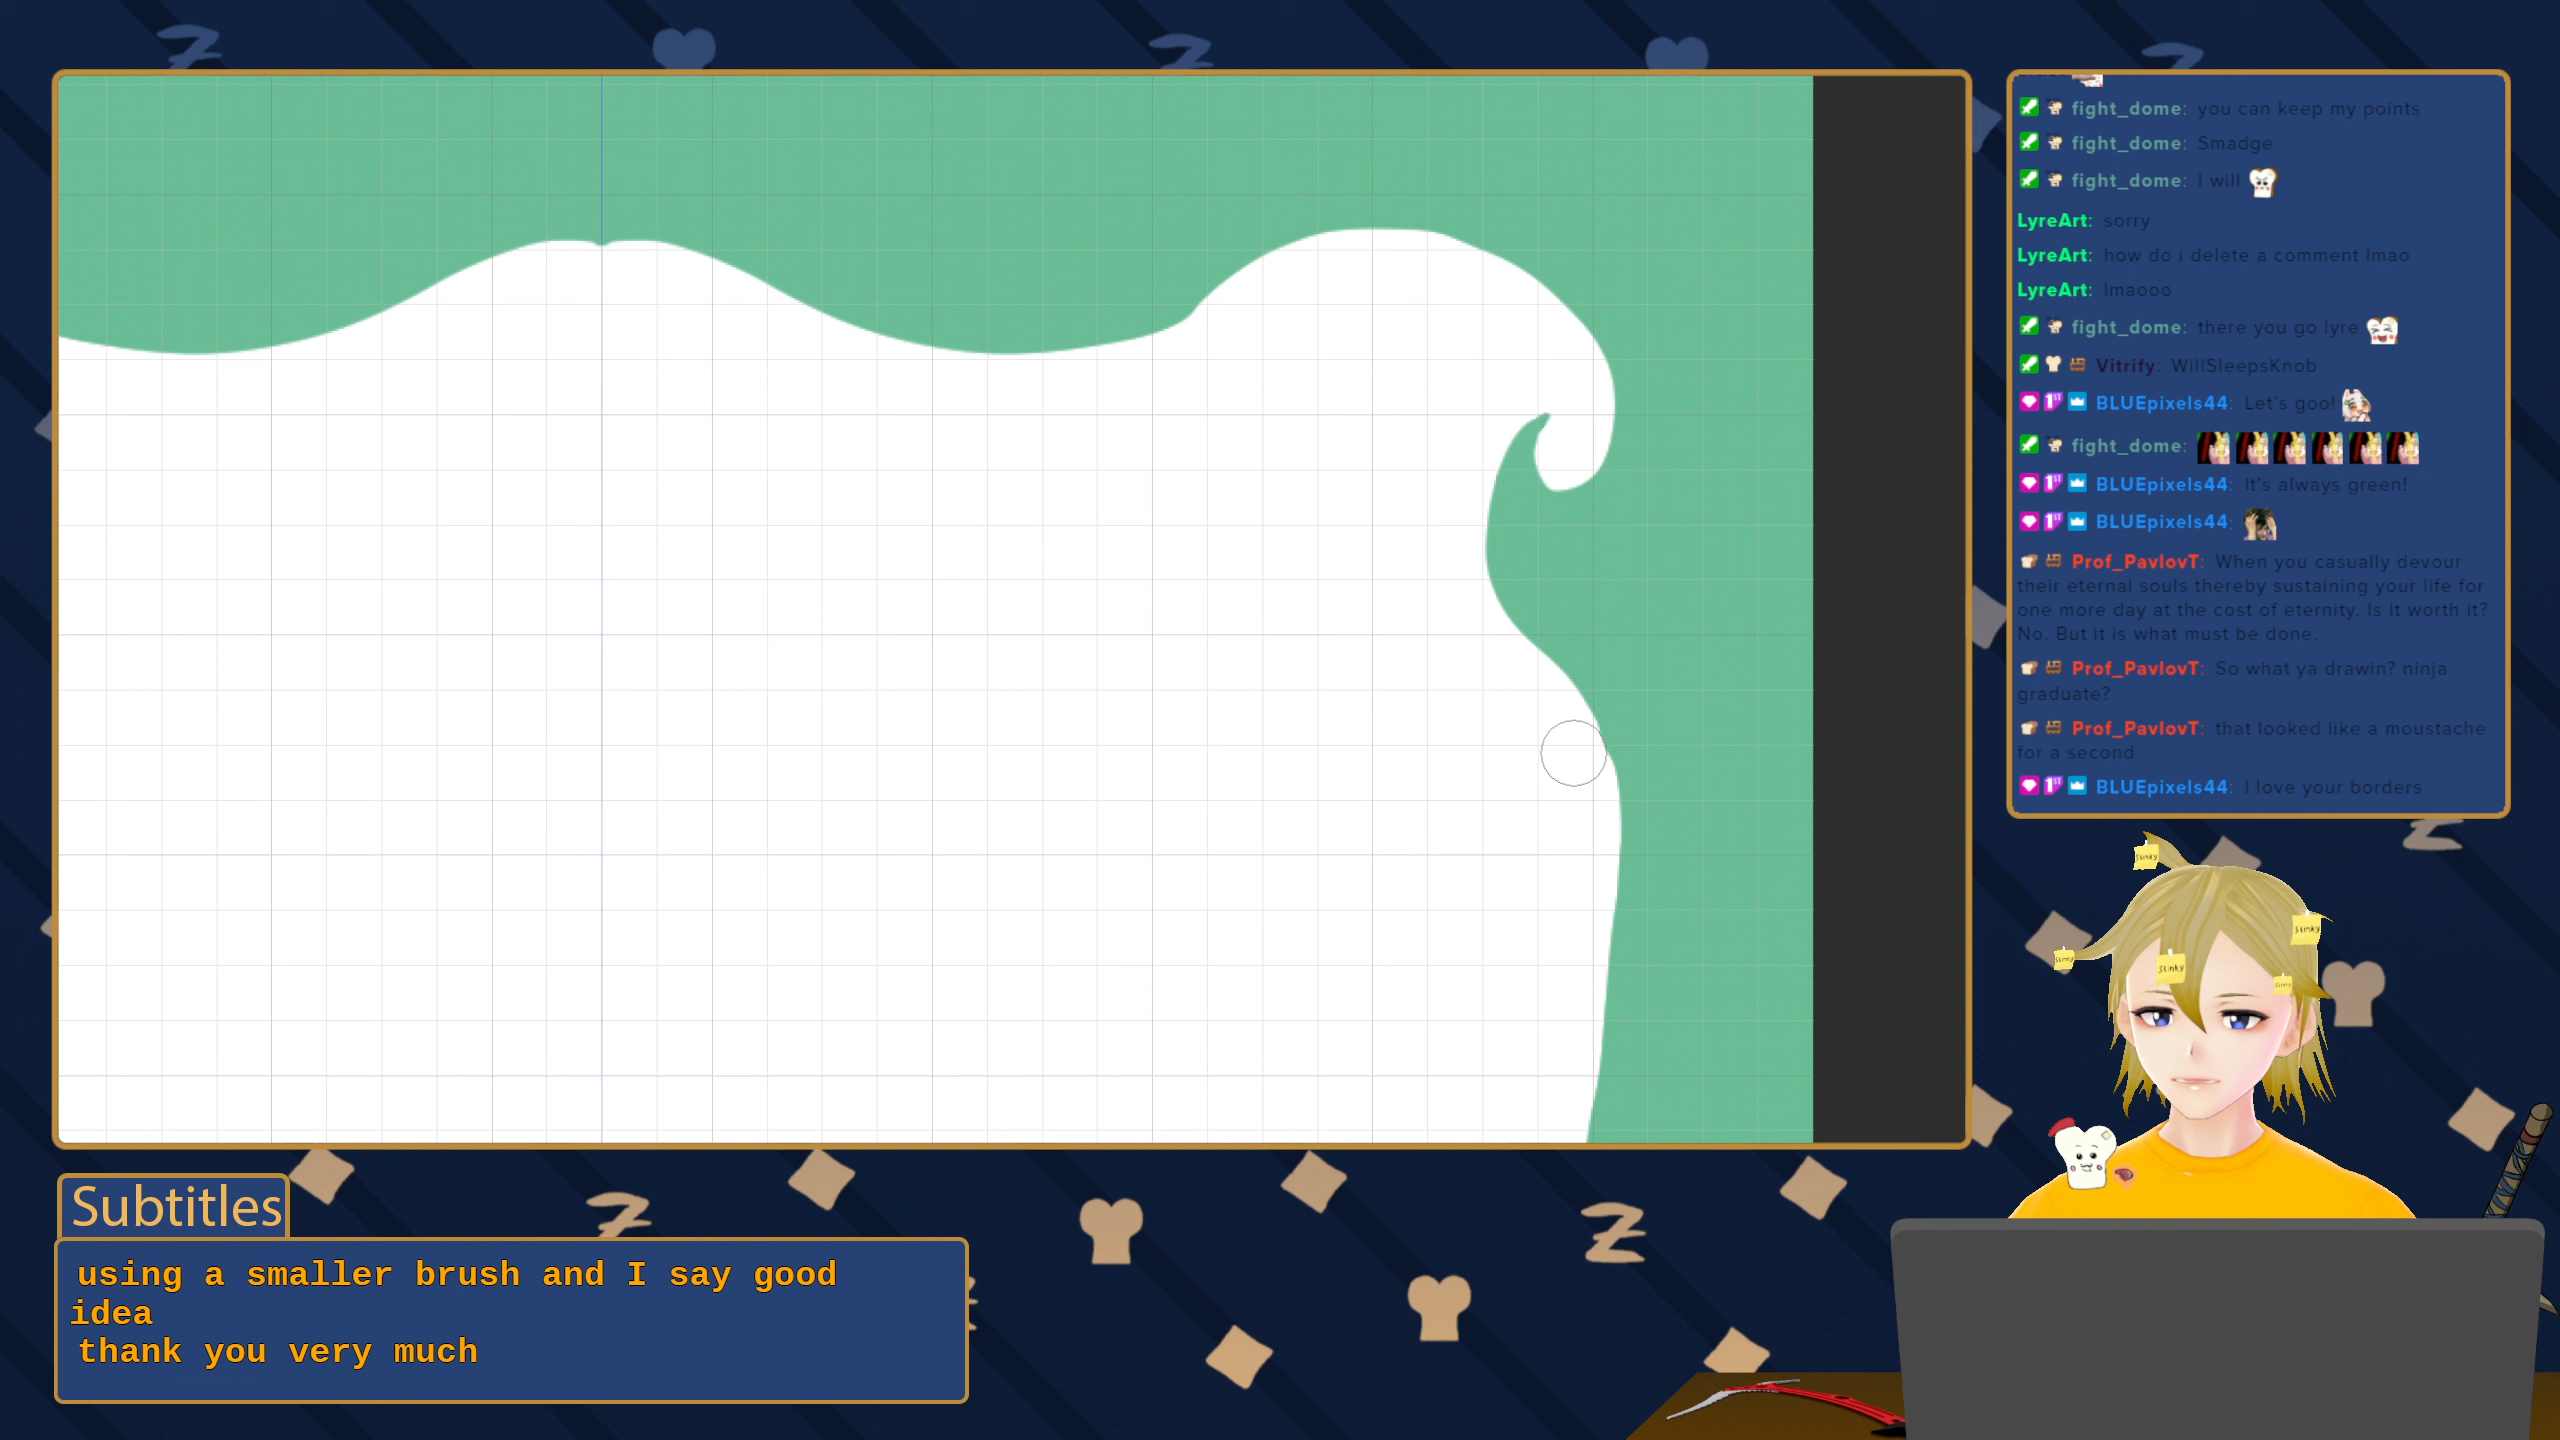 fight_dome: you can keep my points
fight_dome: Smadge
fight_dome: I will
LyreArt: sorry
LyreArt: how do i delete a comment lmao
LyreArt: lmaooo
fight_dome: there you go lyre
Vitrify: WillSleepsKnob
BLUEpixels44: Let's goo!
fight_dome:
BLUEpixels44: It's always green!
BLUEpixels44:
Prof_PavlovT: When you casually devour
their eternal souls thereby sustaining your life for
one more day at the cost of eternity. Is it worth it?
No. But it is what must be done.
Prof_PavlovT: So what ya drawin? ninja
graduate?
Prof_PavlovT: that looked like a moustache
for a second
BLUEpixels44: I love your borders
Stinky
Stinky
Stinky
Stinky
Subtitles
using a smaller brush and I say good
idea
thank you very much